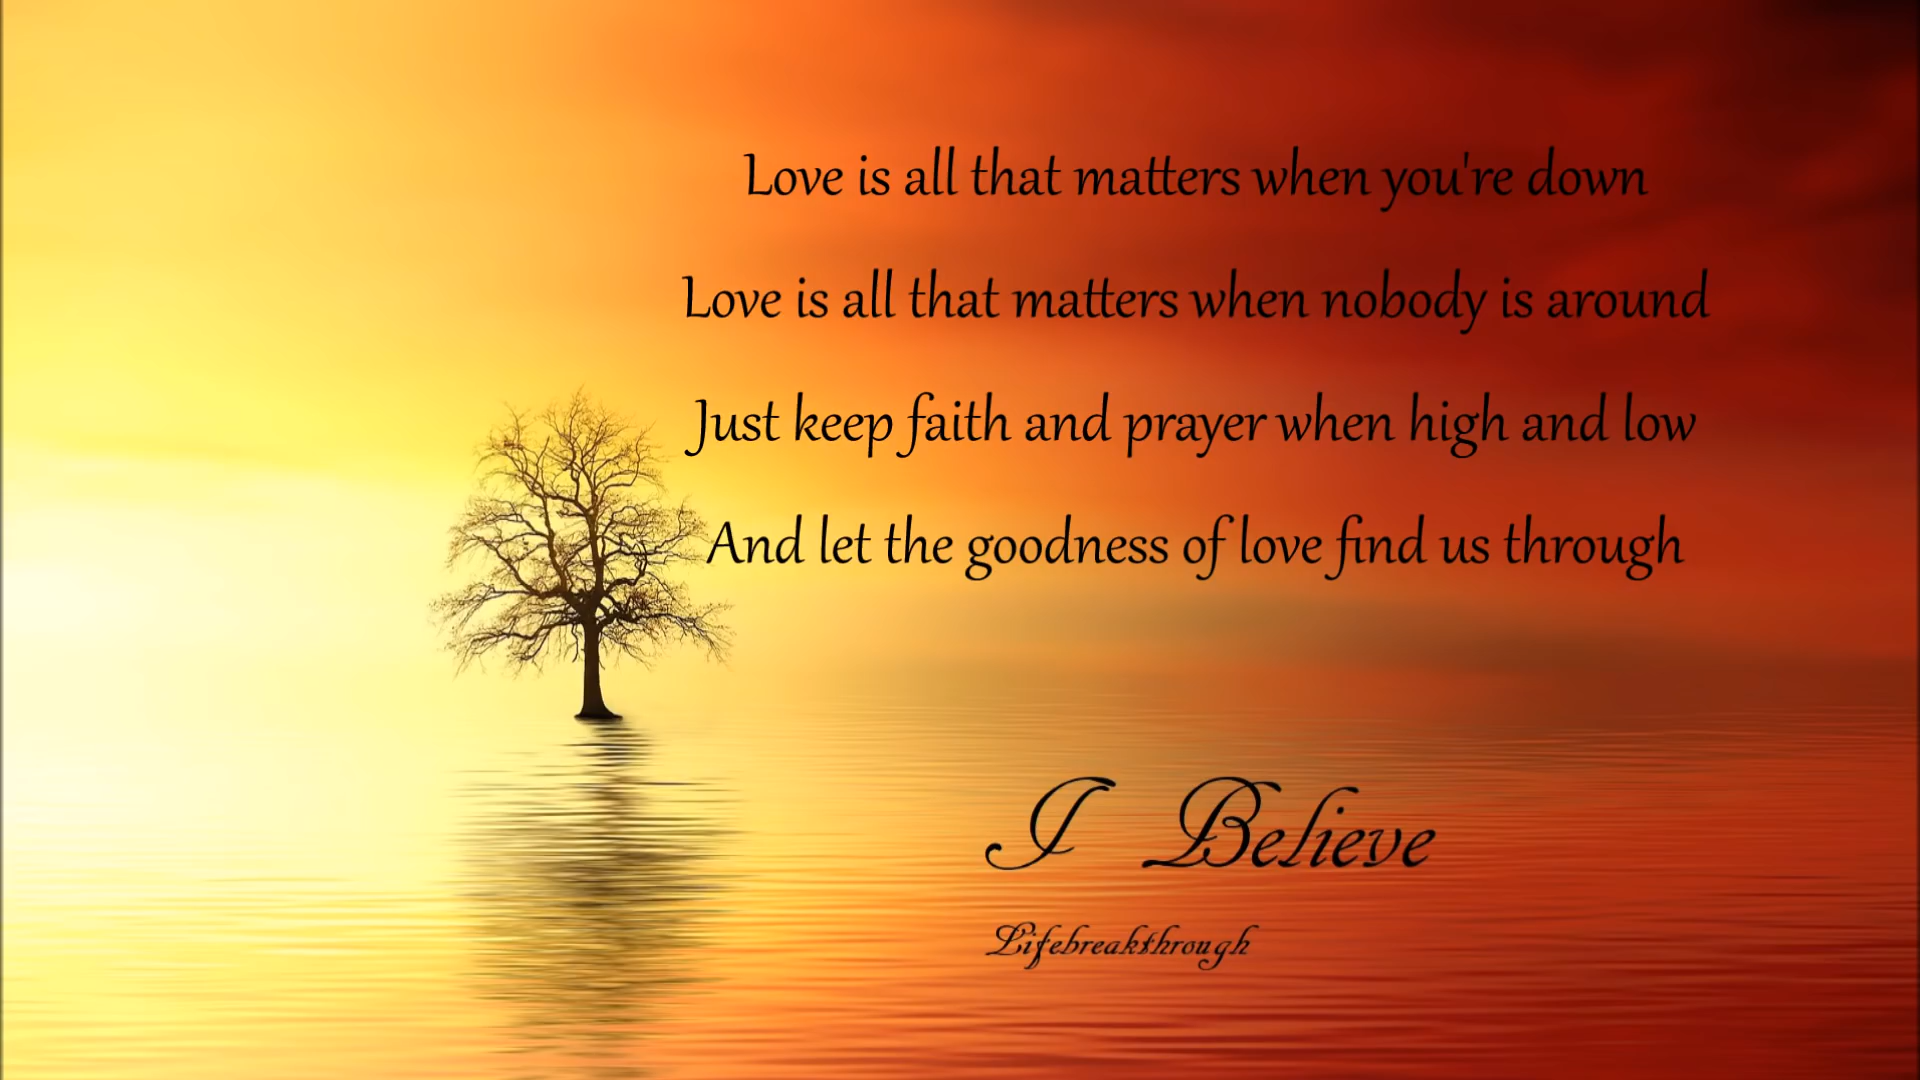 Love is all that matters when you're down
Love is all that matters when nobody is around
Just keep faith and prayer when high and low
And let the goodness of love find us through
I Believe
Lifebreakthrough